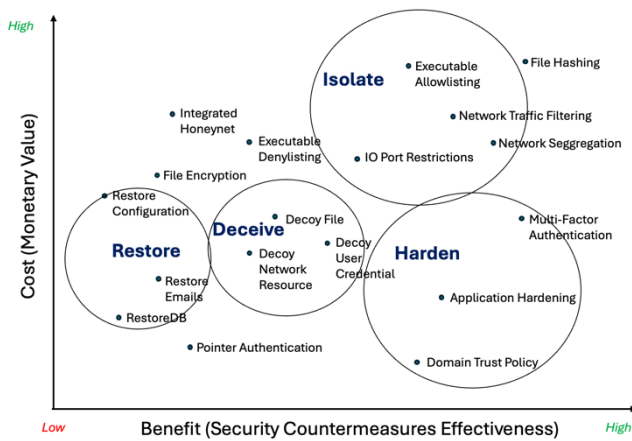 High
Executable
Allowlisting
File Hashing
Isolate
Integrated
Honeynet
Network Traffic Filtering
Executable
Denylisting
Network Seggregation
IO Port Restrictions
File Encryption
Restore
Configuration
Decoy File
Multi-Factor
Authentication
Deceive
Restore
Decoy
Network
Resource
Decoy
User
Credential
Harden
Restore
Emails
Application Hardening
RestoreDB
Pointer Authentication
Domain Trust Policy
Cost (Monetary Value)
Low
Benefit (Security Countermeasures Effectiveness)
High